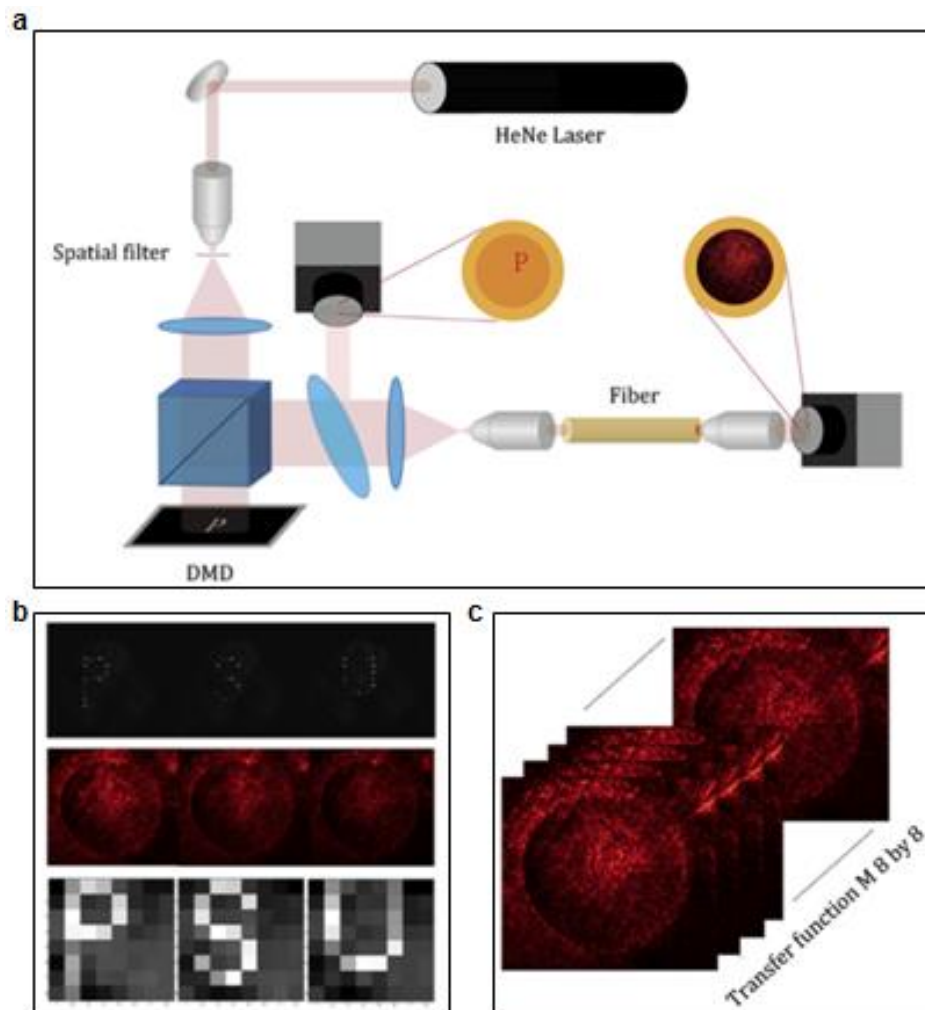 a
HeNe Laser
Spatial filter
P
Fiber
P
DMD
b
c
P S U
P S U
Transfer function M 8 by 8